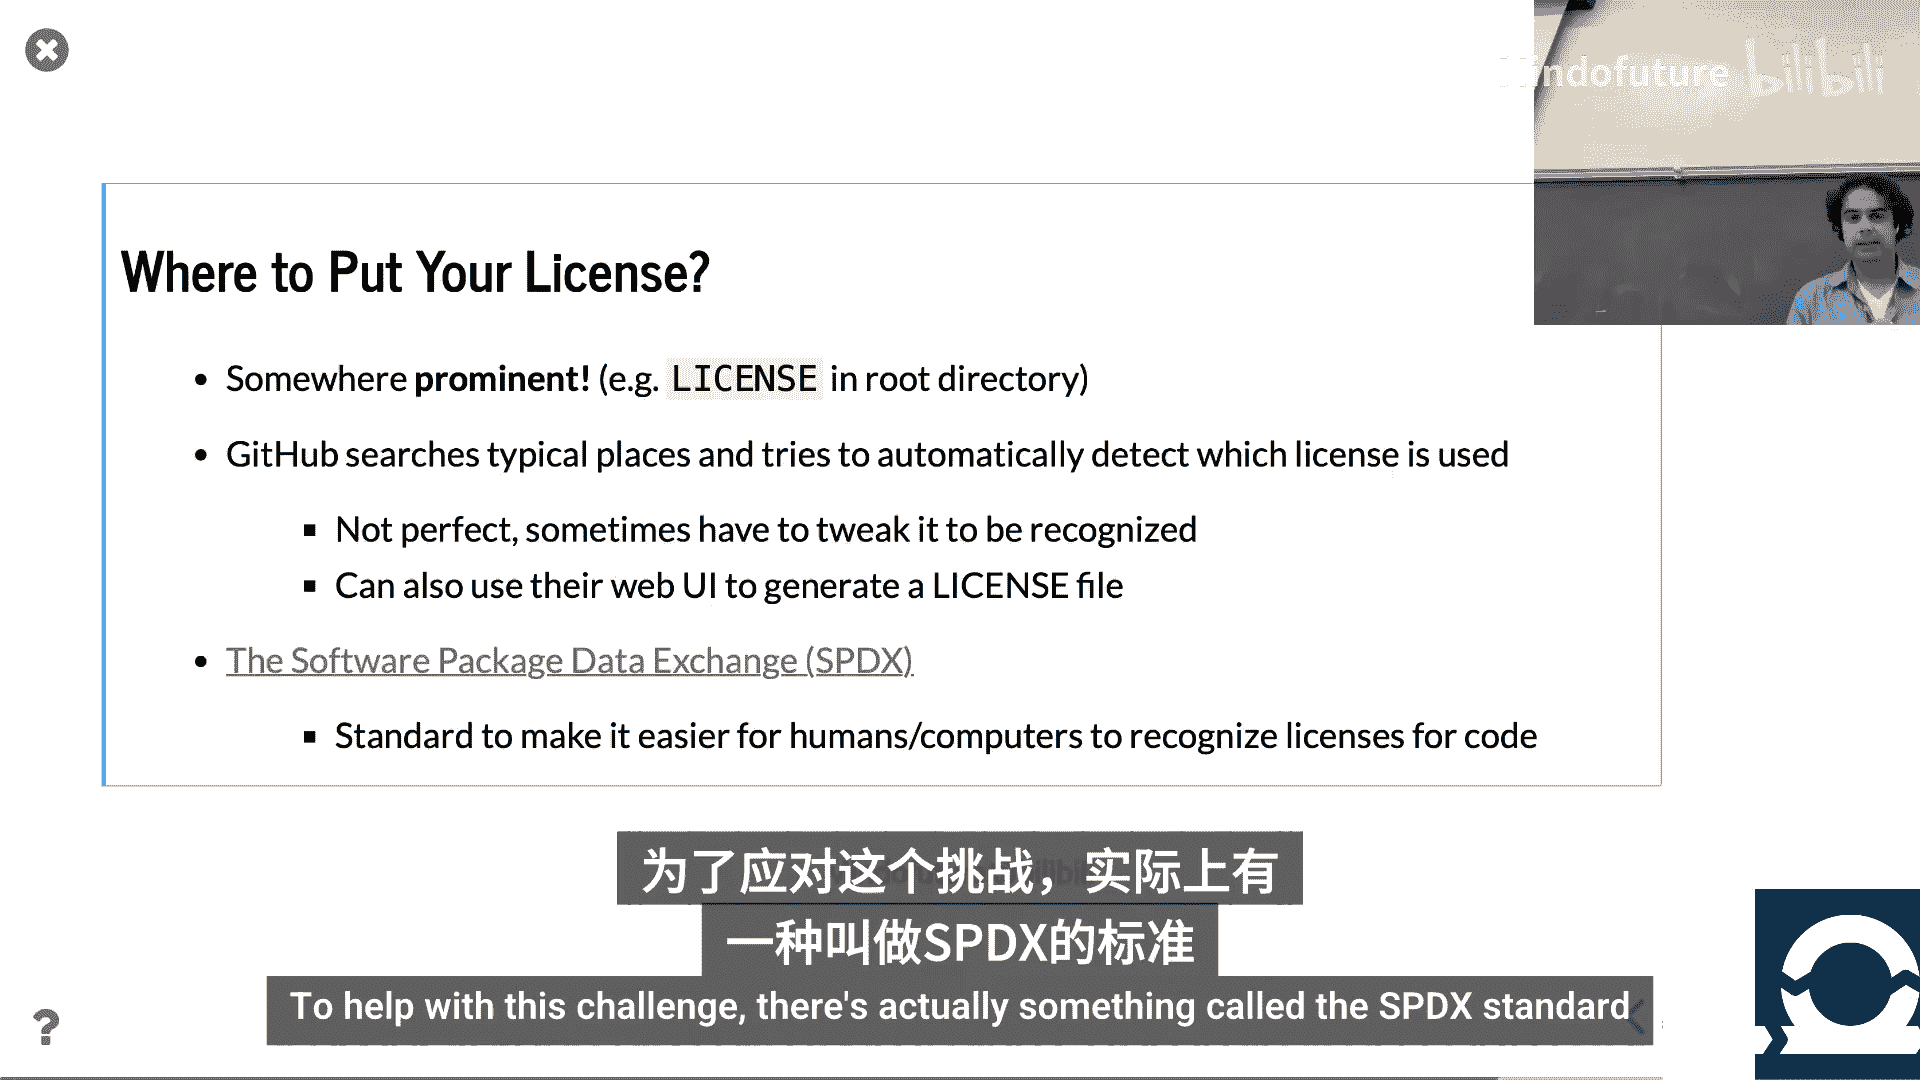 indofuture bilibili
Where to Put Your License?
Somewhere prominent! (e.g. LICENSE in root directory)
GitHub searches typical places and tries to automatically detect which license is used
Not perfect, sometimes have to tweak it to be recognized
Can also use their web UI to generate a LICENSE file
The Software Package Data Exchange (SPDX)
Standard to make it easier for humans/computers to recognize licenses for code
为了应对这个挑战，实际上有
一种叫做SPDX的标准
To help with this challenge, there's actually something called the SPDX standard
?